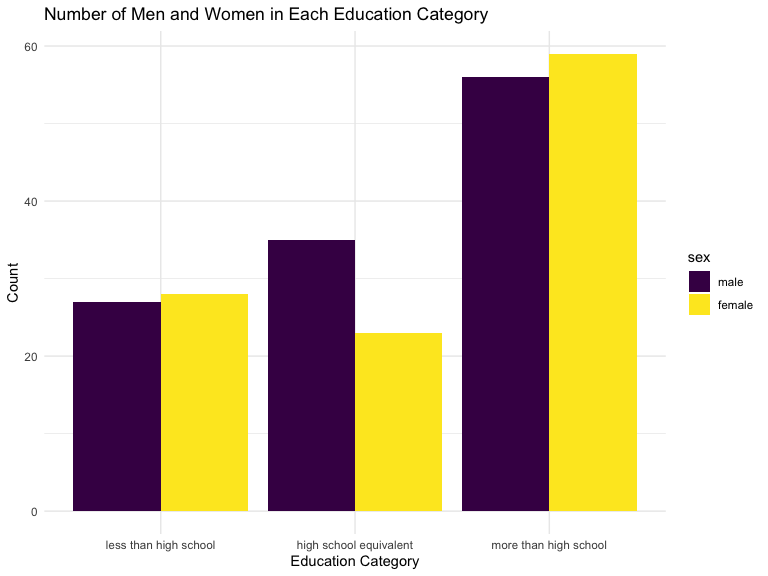 Number of Men and Women in Each Education Category
60
40
20
0
Count
less than high school
high school equivalent
more than high school
Education Category
sex
male
female